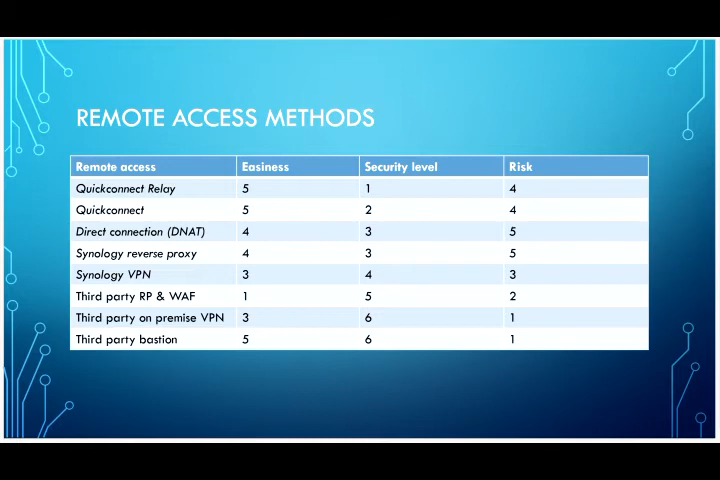 REMOTE ACCESS METHODS
Remote access Easiness Security level Risk
Quickconnect Relay 5 1 4
Quickconnect 5 2 4
Direct connection (DNAT) 4 3 5
Synology reverse proxy 4 3 5
Synology VPN 3 4 3
Third party RP & WAF 1 5 2
Third party on premise VPN 3 6 1
Third party bastion 5 6 1